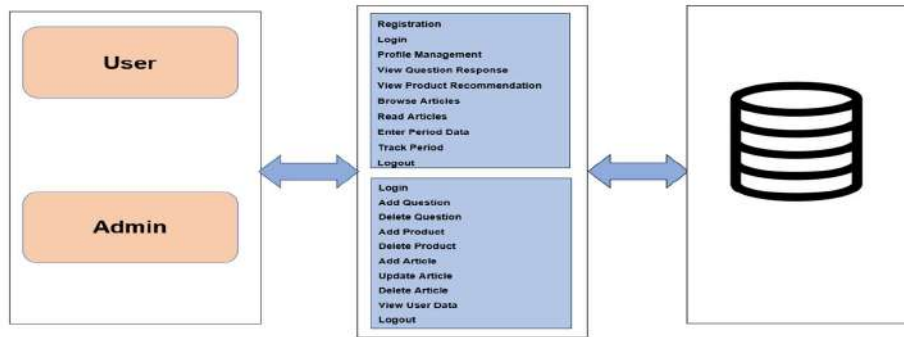 User
Admin
Registration
Login
Profile Management
View Question Response
View Product Recommendation
Browse Articles
Read Articles
Enter Period Data
Track Period
Logout
Login
Add Question
Delete Question
Add Product
Delete Product
Add Article
Update Article
Delete Article
View User Data
Logout